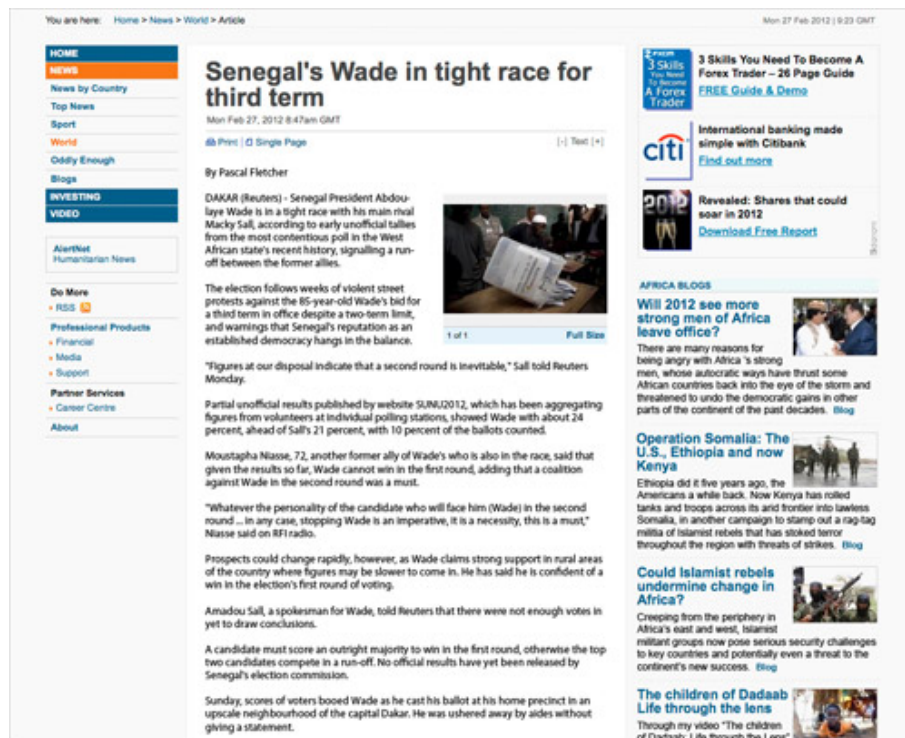 You are here: Home > News > World > Article
Mon 27 Feb 2012 | 9:23 GMT
HOME
NEWS
News by Country
Top News
Sport
World
Oddly Enough
Blogs
INVESTING
VIDEO
AlertNet
Humanitarian News
Do More
RSS
Professional Products
Financial
Media
Support
Partner Services
Career Centre
About
Senegal's Wade in tight race for
third term
Mon Feb 27, 2012 8:47am GMT
Print | Single Page
[-] Text [+]
By Pascal Fletcher
DAKAR (Reuters) - Senegal President Abdou-
laye Wade is in a tight race with his main rival
Macky Sall, according to early unofficial tallies
from the most contentious poll in the West
African state's recent history, signalling a run-
off between the former allies.
The election follows weeks of violent street
protests against the 85-year-old Wade's bid for
a third term in office despite a two-term limit,
and warnings that Senegal's reputation as an
established democracy hangs in the balance.
1 of 1
Full Size
"Figures at our disposal indicate that a second round is inevitable," Sall told Reuters
Monday.
Partial unofficial results published by website SUNU2012, which has been aggregating
figures from volunteers at individual polling stations, showed Wade with about 24
percent, ahead of Sall's 21 percent, with 10 percent of the ballots counted.
Moustapha Niasse, 72, another former ally of Wade's who is also in the race, said that
given the results so far, Wade cannot win in the first round, adding that a coalition
against Wade in the second round was a must.
"Whatever the personality of the candidate who will face him (Wade) in the second
round ... in any case, stopping Wade is an imperative, it is a necessity, this is a must,"
Niasse said on RFI radio.
Prospects could change rapidly, however, as Wade claims strong support in rural areas
of the country where figures may be slower to come in. He has said he is confident of a
win in the election's first round of voting.
Amadou Sall, a spokesman for Wade, told Reuters that there were not enough votes in
yet to draw conclusions.
A candidate must score an outright majority to win in the first round, otherwise the top
two candidates compete in a run-off. No official results have yet been released by
Senegal's election commission.
Sunday, scores of voters booed Wade as he cast his ballot at his home precinct in an
upscale neighbourhood of the capital Dakar. He was ushered away by aides without
giving a statement.
3 Skills
You Need
To Become
A Forex
Trader
3 Skills You Need To Become A
Forex Trader – 26 Page Guide
FREE Guide & Demo
citi
International banking made
simple with Citibank
Find out more
2012
Revealed: Shares that could
soar in 2012
Download Free Report
AFRICA BLOGS
Will 2012 see more
strong men of Africa
leave office?
There are many reasons for
being angry with Africa 's strong
men, whose autocratic ways have thrust some
African countries back into the eye of the storm and
threatened to undo the democratic gains in other
parts of the continent of the past decades. Blog
Operation Somalia: The
U.S., Ethiopia and now
Kenya
Ethiopia did it five years ago, the
Americans a while back. Now Kenya has rolled
tanks and troops across its arid frontier into lawless
Somalia, in another campaign to stamp out a rag-tag
militia of Islamist rebels that has stoked terror
throughout the region with threats of strikes. Blog
Could Islamist rebels
undermine change in
Africa?
Creeping from the periphery in
Africa's east and west, Islamist
militant groups now pose serious security challenges
to key countries and potentially even a threat to the
continent's new success. Blog
The children of Dadaab
Life through the lens
Through my video "The children
of Dadaab: Life through the Lens"